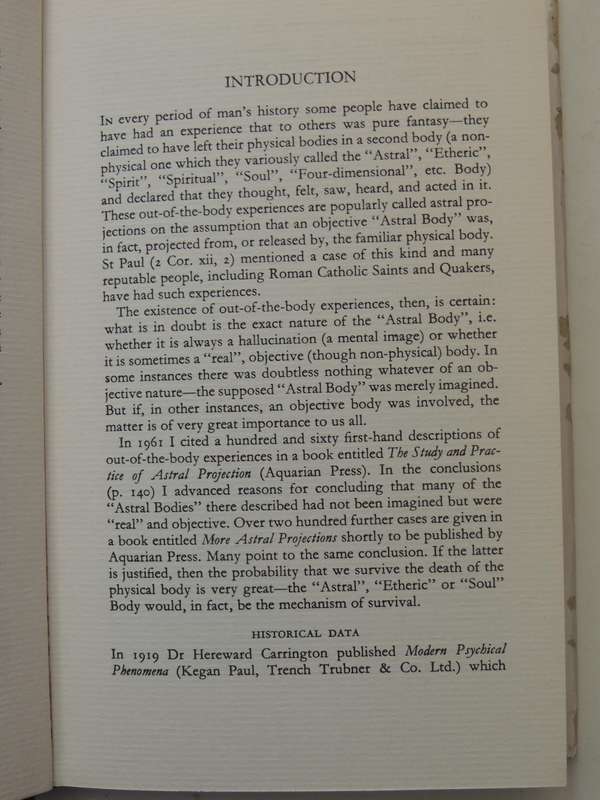 INTRODUCTION
IN every period of man's history some people have claimed to
have had an experience that to others was pure fantasy—they
claimed to have left their physical bodies in a second body (a non-
physical one which they variously called the "Astral", "Etheric",
"Spirit", "Spiritual", "Soul", "Four-dimensional", etc. Body)
and declared that they thought, felt, saw, heard, and acted in it.
These out-of-the-body experiences are popularly called astral pro-
jections on the assumption that an objective "Astral Body" was,
in fact, projected from, or released by, the familiar physical body.
St Paul (2 Cor. xii, 2) mentioned a case of this kind and many
reputable people, including Roman Catholic Saints and Quakers,
have had such experiences.
The existence of out-of-the-body experiences, then, is certain:
what is in doubt is the exact nature of the "Astral Body", i.e.
whether it is always a hallucination (a mental image) or whether
it is sometimes a "real", objective (though non-physical) body. In
some instances there was doubtless nothing whatever of an ob-
jective nature—the supposed "Astral Body" was merely imagined.
But if, in other instances, an objective body was involved, the
matter is of very great importance to us all.
In 1961 I cited a hundred and sixty first-hand descriptions of
out-of-the-body experiences in a book entitled The Study and Prac-
tice of Astral Projection (Aquarian Press). In the conclusions
(p. 140) I advanced reasons for concluding that many of the
"Astral Bodies" there described had not been imagined but were
"real" and objective. Over two hundred further cases are given in
a book entitled More Astral Projections shortly to be published by
Aquarian Press. Many point to the same conclusion. If the latter
is justified, then the probability that we survive the death of the
physical body is very great—the "Astral", "Etheric" or "Soul"
Body would, in fact, be the mechanism of survival.
HISTORICAL DATA
In 1919 Dr Hereward Carrington published Modern Psychical
Phenomena (Kegan Paul, Trench Trubner & Co. Ltd.) which